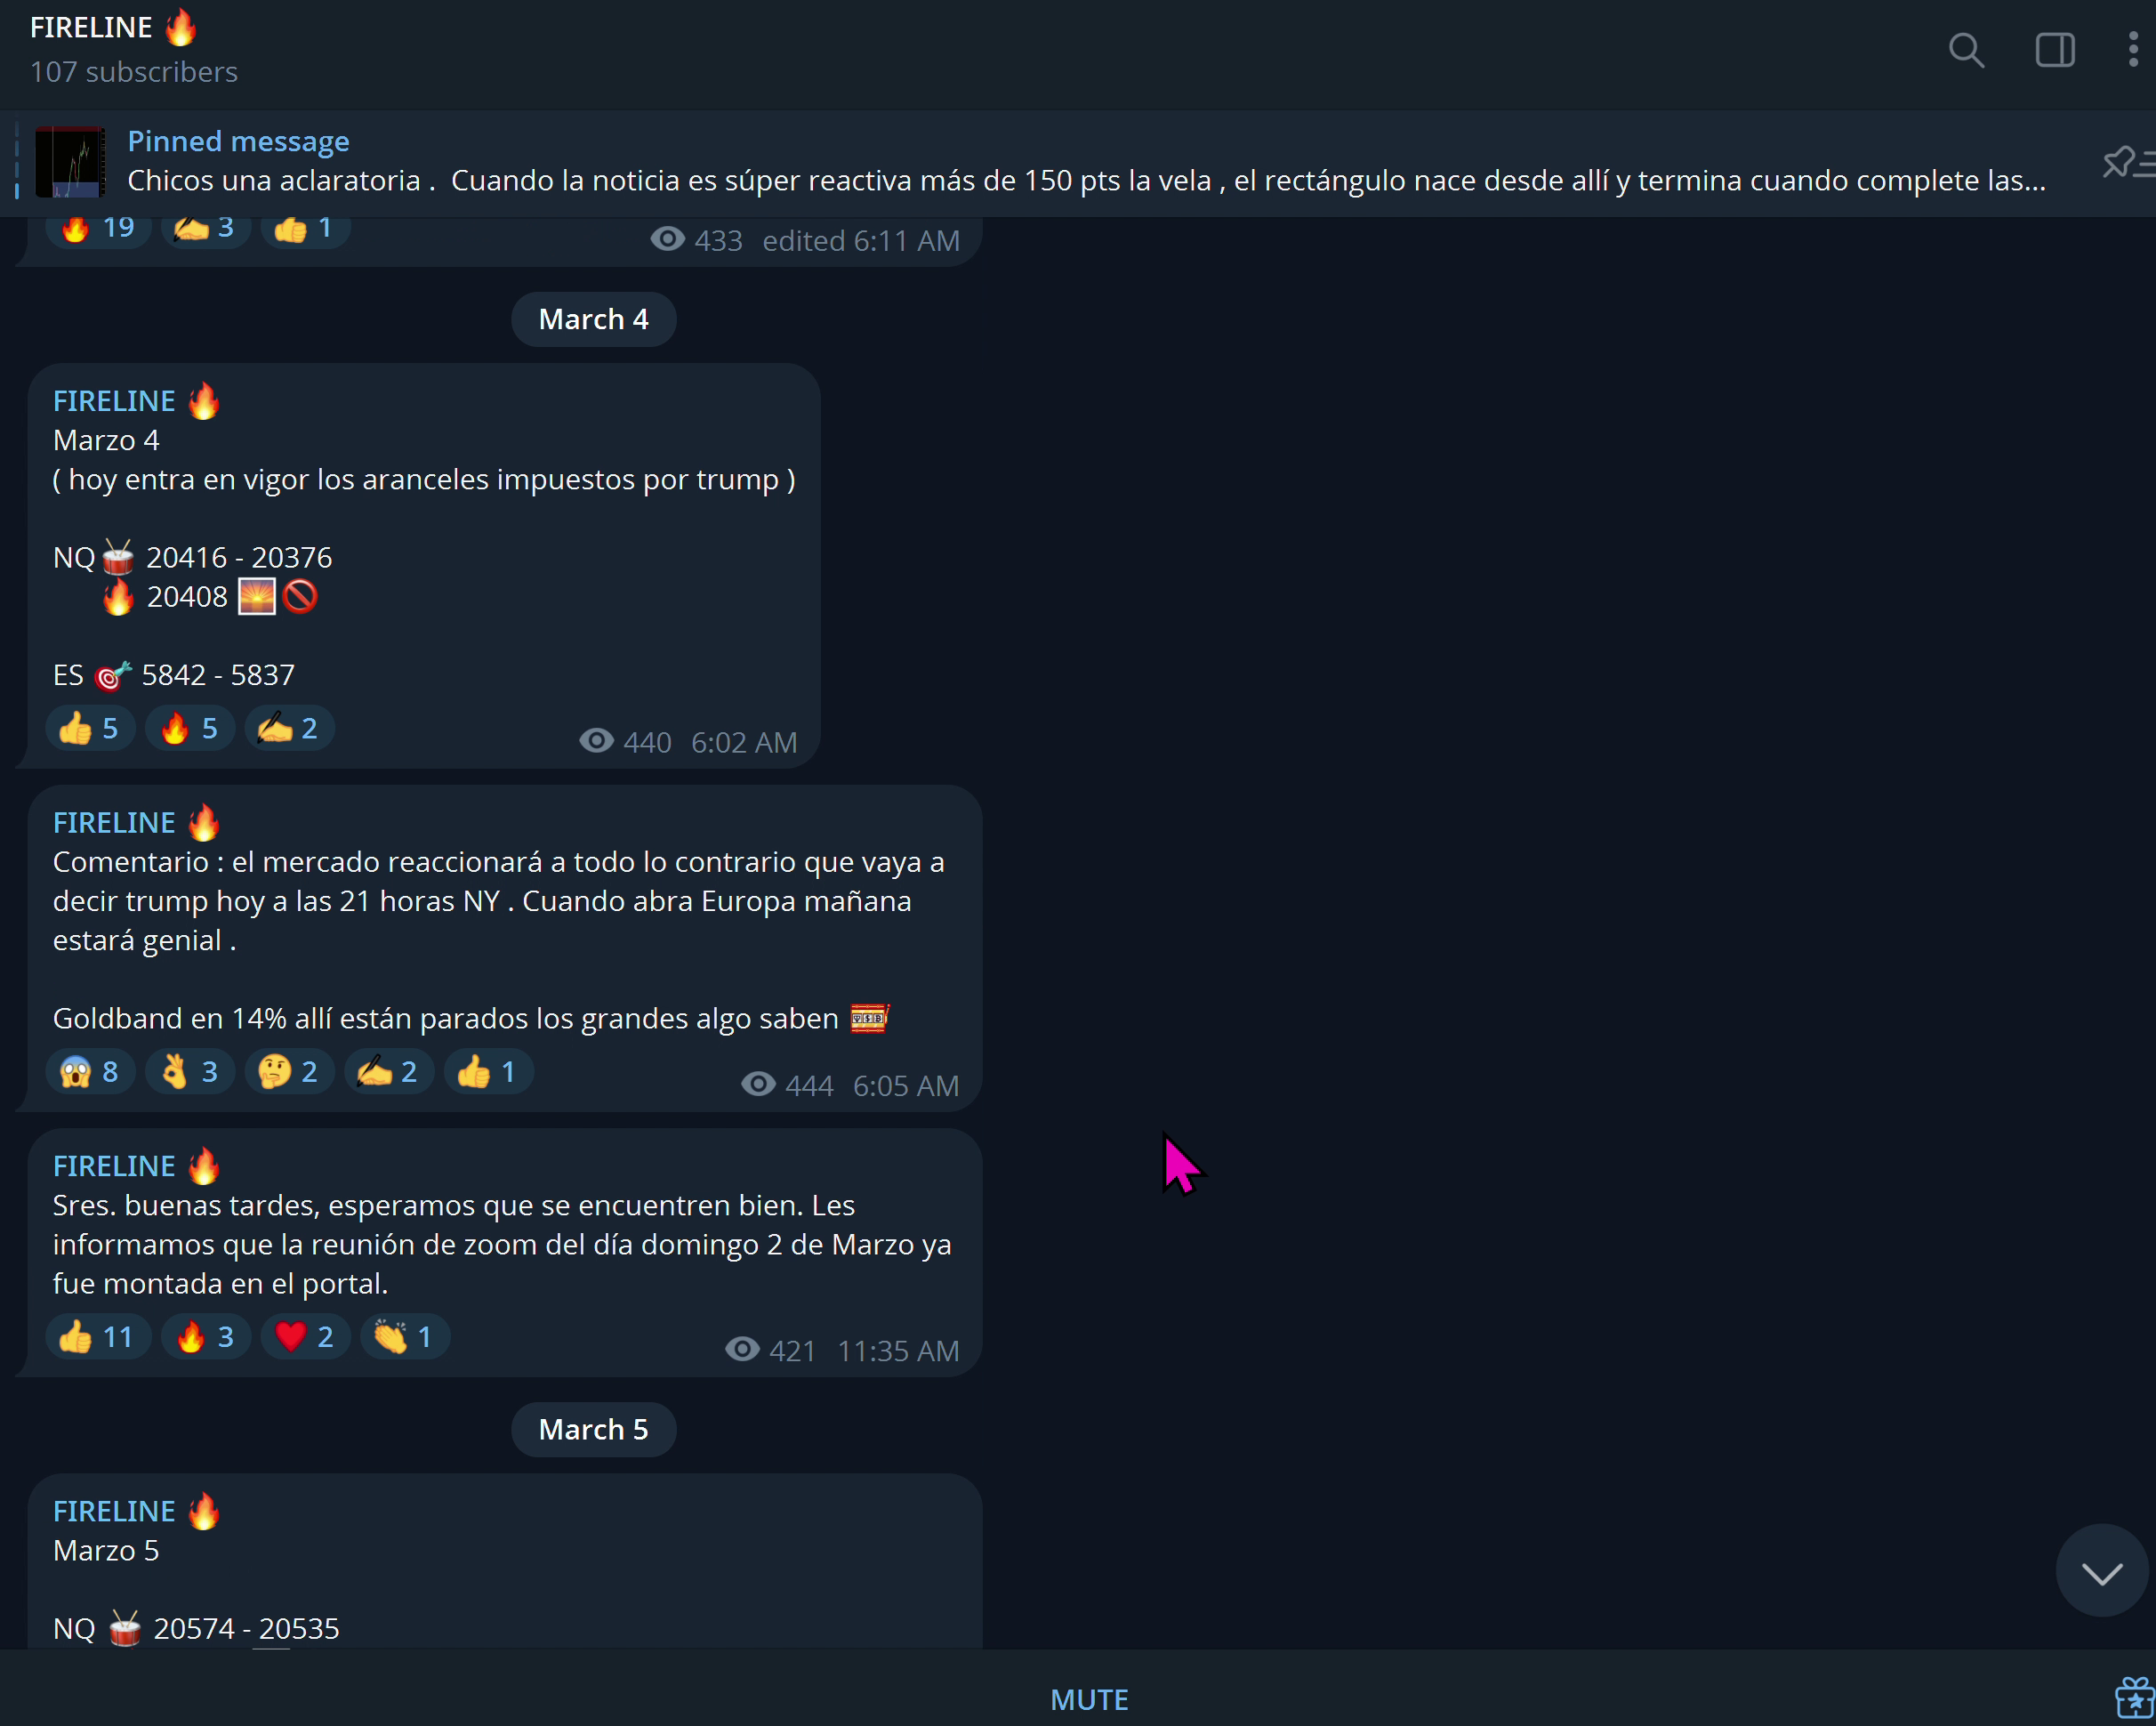 FIRELINE 🔥
107 subscribers
Pinned message
Chicos una aclaratoria . Cuando la noticia es súper reactiva más de 150 pts la vela , el rectángulo nace desde allí y termina cuando complete las...
🔥 19 ✍️ 3 👍 1
433 edited 6:11 AM
March 4
FIRELINE 🔥
Marzo 4
( hoy entra en vigor los aranceles impuestos por trump )
NQ🥁 20416 - 20376
🔥 20408 🌅🚫
ES 🎯 5842 - 5837
👍 5 🔥 5 ✍️ 2
440 6:02 AM
FIRELINE 🔥
Comentario : el mercado reaccionará a todo lo contrario que vaya a
decir trump hoy a las 21 horas NY . Cuando abra Europa mañana
estará genial .
Goldband en 14% allí están parados los grandes algo saben 🎰
😱 8 👌 3 🤔 2 ✍️ 2 👍 1
444 6:05 AM
FIRELINE 🔥
Sres. buenas tardes, esperamos que se encuentren bien. Les
informamos que la reunión de zoom del día domingo 2 de Marzo ya
fue montada en el portal.
👍 11 🔥 3 ❤️ 2 👏 1
421 11:35 AM
March 5
FIRELINE 🔥
Marzo 5
NQ 🥁 20574 - 20535
MUTE